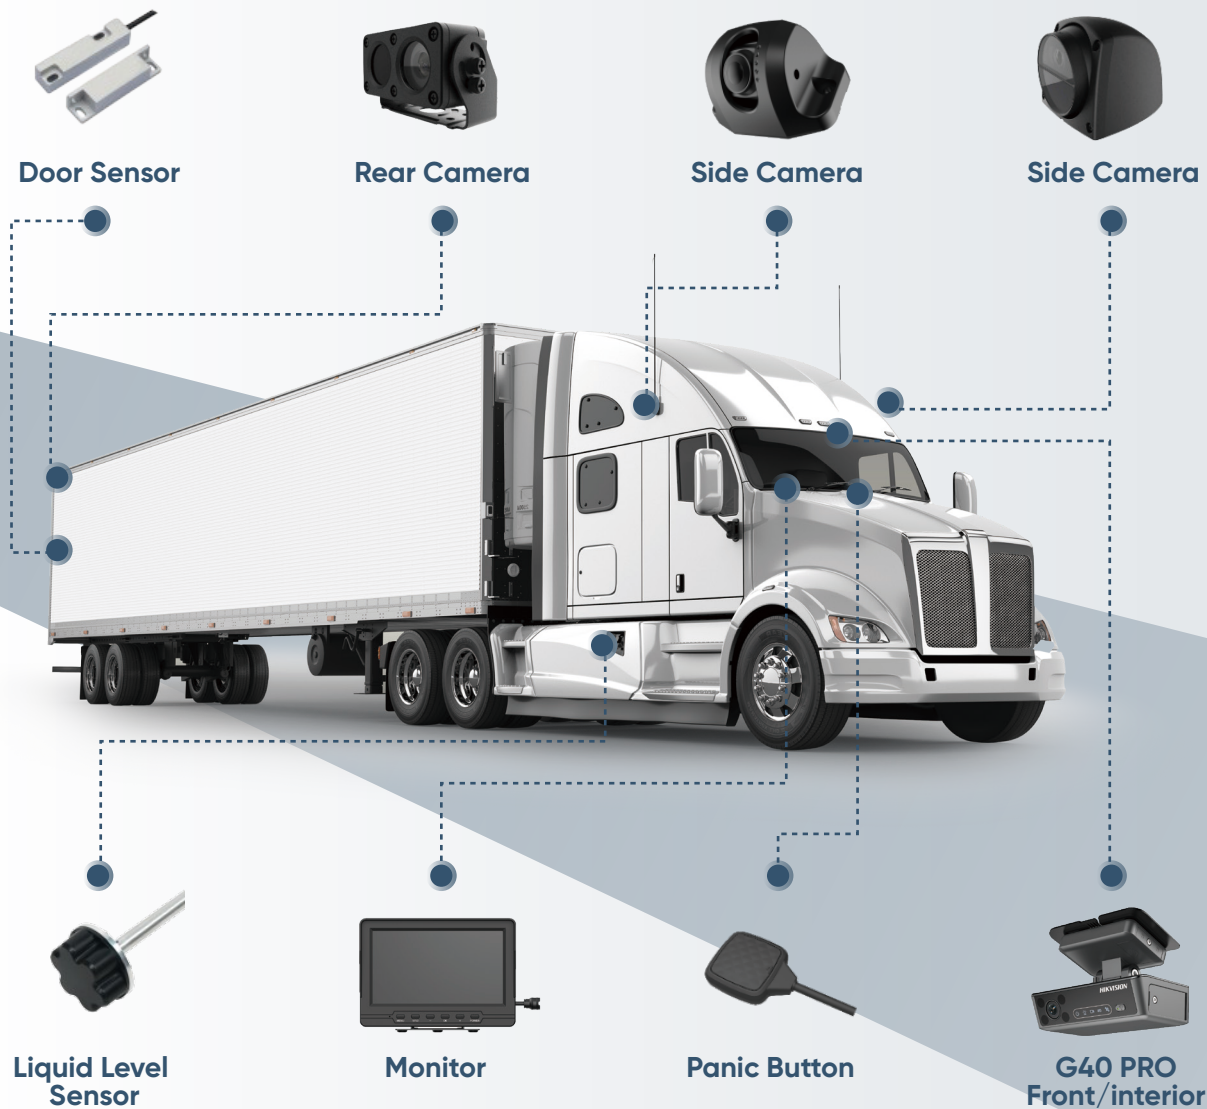 Door Sensor
Rear Camera
Side Camera
Side Camera
Liquid Level
Sensor
Monitor
Panic Button
HIKVISION
G40 PRO
Front/interior